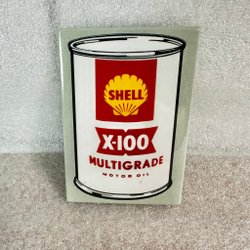 SHELL
X-100
MULTIGRADE
MOTOR OIL